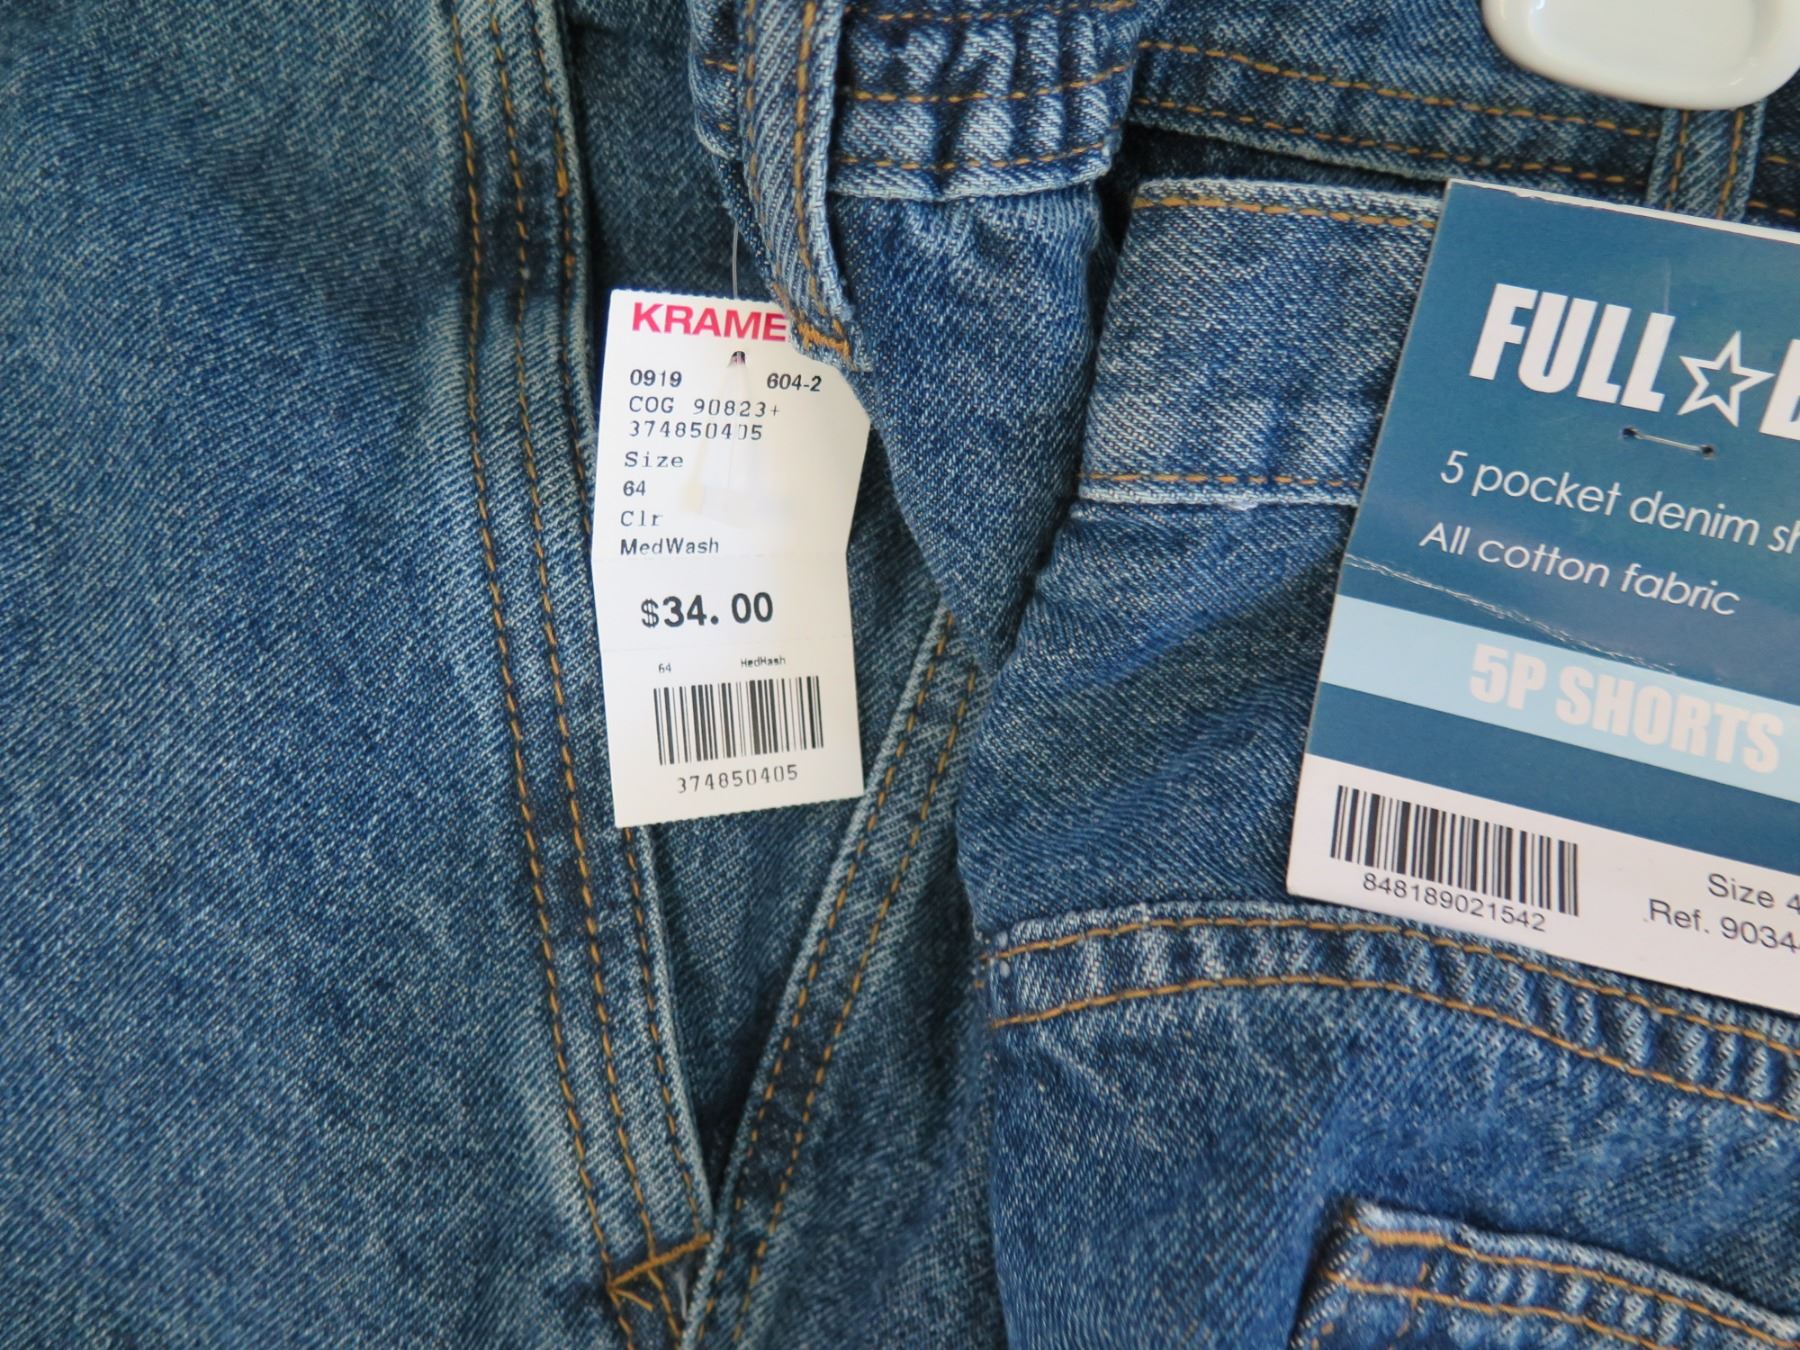 KRAME
0919 604-2
COG 90823+
374850405
Size
64
Clr
MedWash
$34.00
64 MedWash
374850405
FULL☆
5 pocket denim
All cotton fabric
5P SHORTS
848189021542
Size 4
Ref. 9034